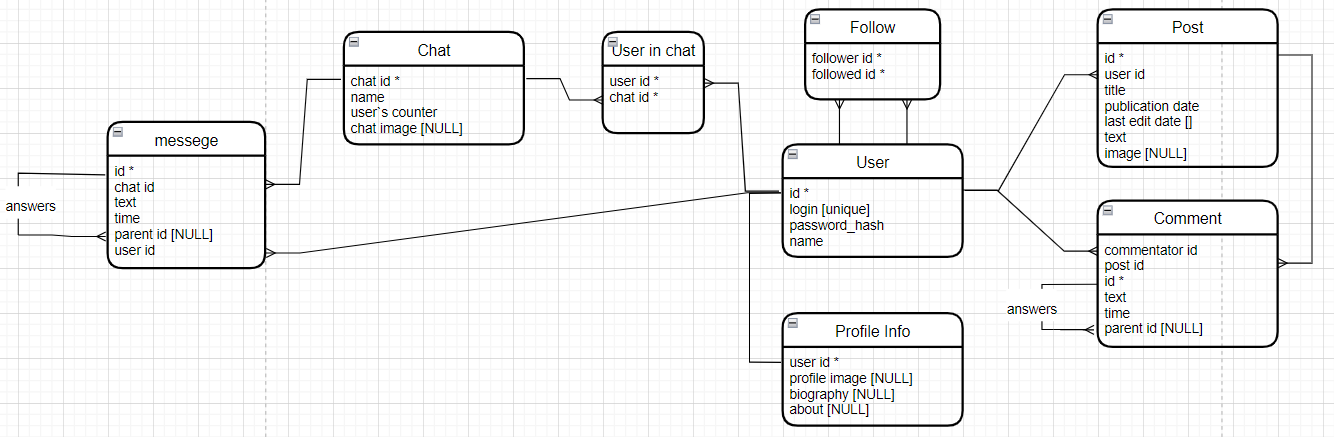 Chat
chat id *
name
user`s counter
chat image [NULL]
User in chat
user id *
chat id *
Follow
follower id *
followed id *
Post
id *
user id
title
publication date
last edit date []
text
image [NULL]
messege
id *
chat id
text
time
parent id [NULL]
user id
answers
User
id *
login [unique]
password_hash
name
Comment
commentator id
post id
id *
text
time
parent id [NULL]
answers
Profile Info
user id *
profile image [NULL]
biography [NULL]
about [NULL]